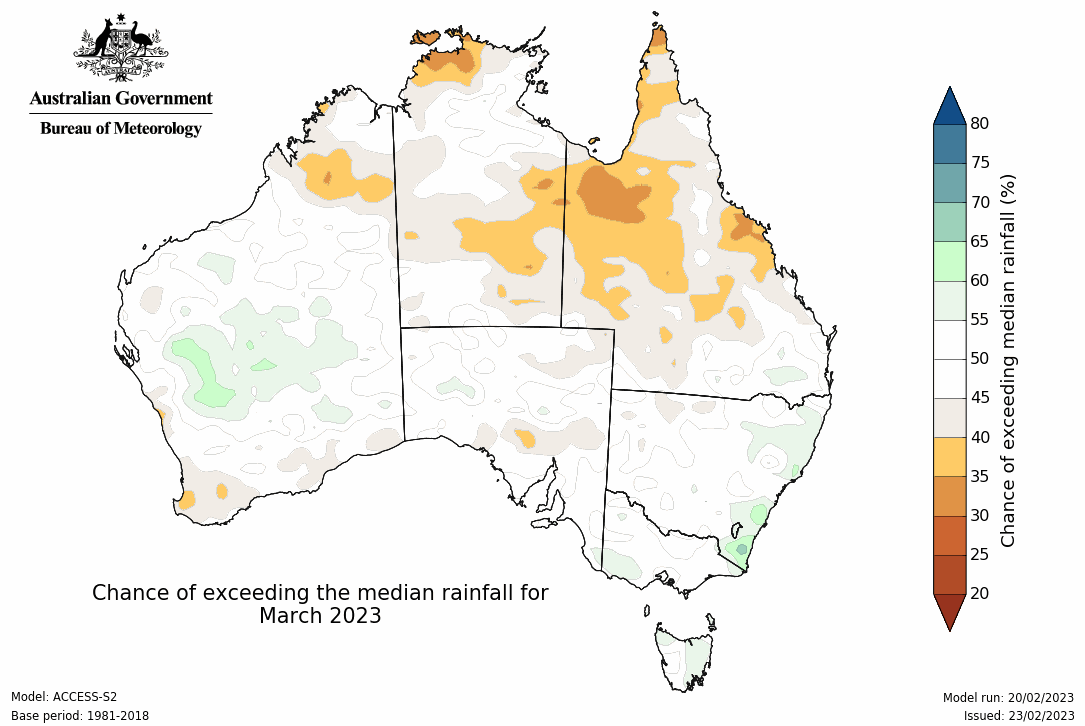 AUSTRALIA
Australian Government
Bureau of Meteorology
80
75
70
65
60
55
50
45
40
35
30
25
20
Chance of exceeding median rainfall (%)
Chance of exceeding the median rainfall for
March 2023
Model: ACCESS-S2
Base period: 1981-2018
Model run: 20/02/2023
Issued: 23/02/2023